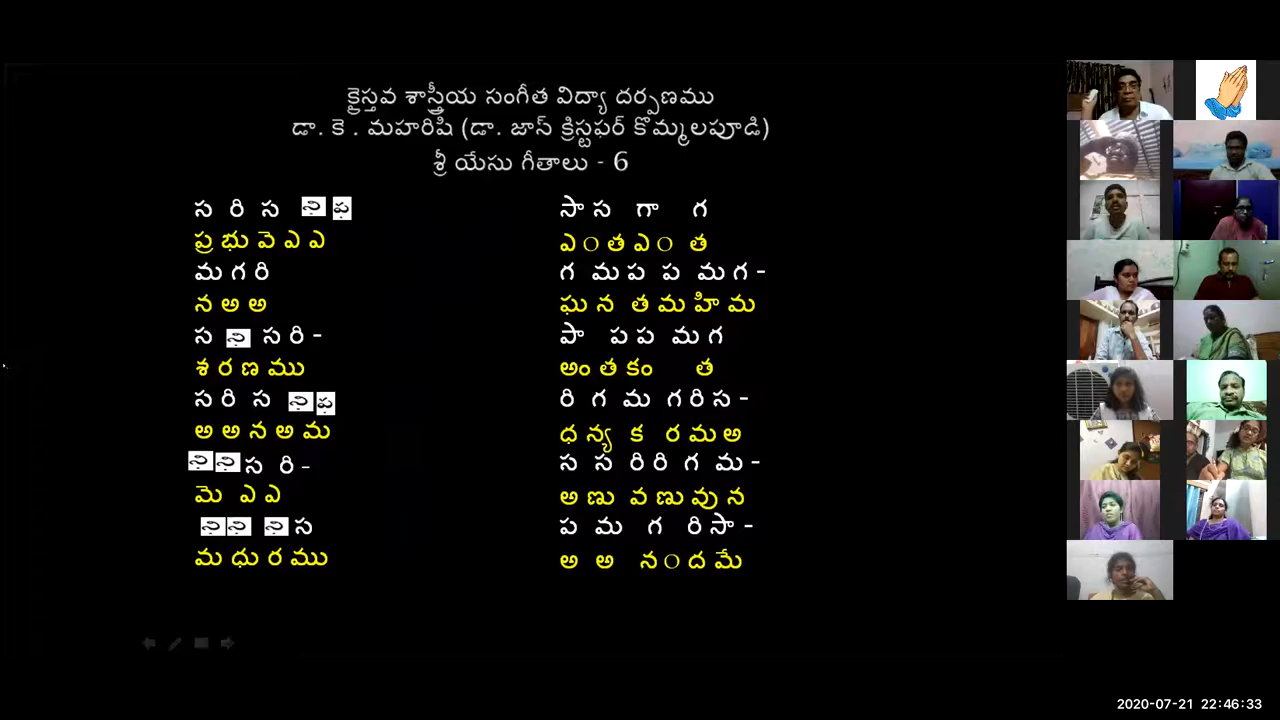 క్రైస్తవ శాస్త్రీయ సంగీత విద్యా దర్పణము
డా. కె . మహరిషి (డా. జాస్ క్రిస్టఫర్ కొమ్మలపూడి)
శ్రీ యేసు గీతాలు - 6
స రి స ని ప
ప్ర భు వె ఎ ఎ
మ గ రి
న అ అ
స ని స రి -
శ ర ణ ము
స రి స ని ప
అ అ న అ మ
ని ని స రి -
మె ఎ ఎ
ని ని ని స
మ ధు ర ము
సా స గా గ
ఎ ం త ఎ ం త
గ మ ప ప మ గ -
ఘ న త మ హి మ
పా ప ప మ గ
అం త కం త
రి గ మ గ రి స -
ధ న్య క ర మ అ
స స రి రి గ మ -
అ ణు వ ణు వు న
ప మ గ రి సా -
అ అ న ం ద మే
2020-07-21 22:46:33